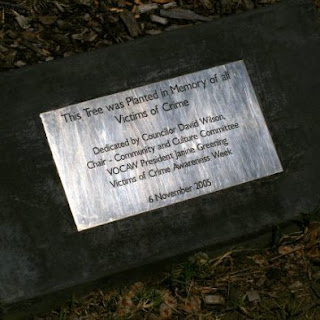 This Tree was Planted in Memory of all
Victims of Crime
Dedicated by Councilor David Wilson,
Chair - Community and Culture Committee
VOCAW President Janine Greening
Victims of Crime Awareness Week
6 November 2005